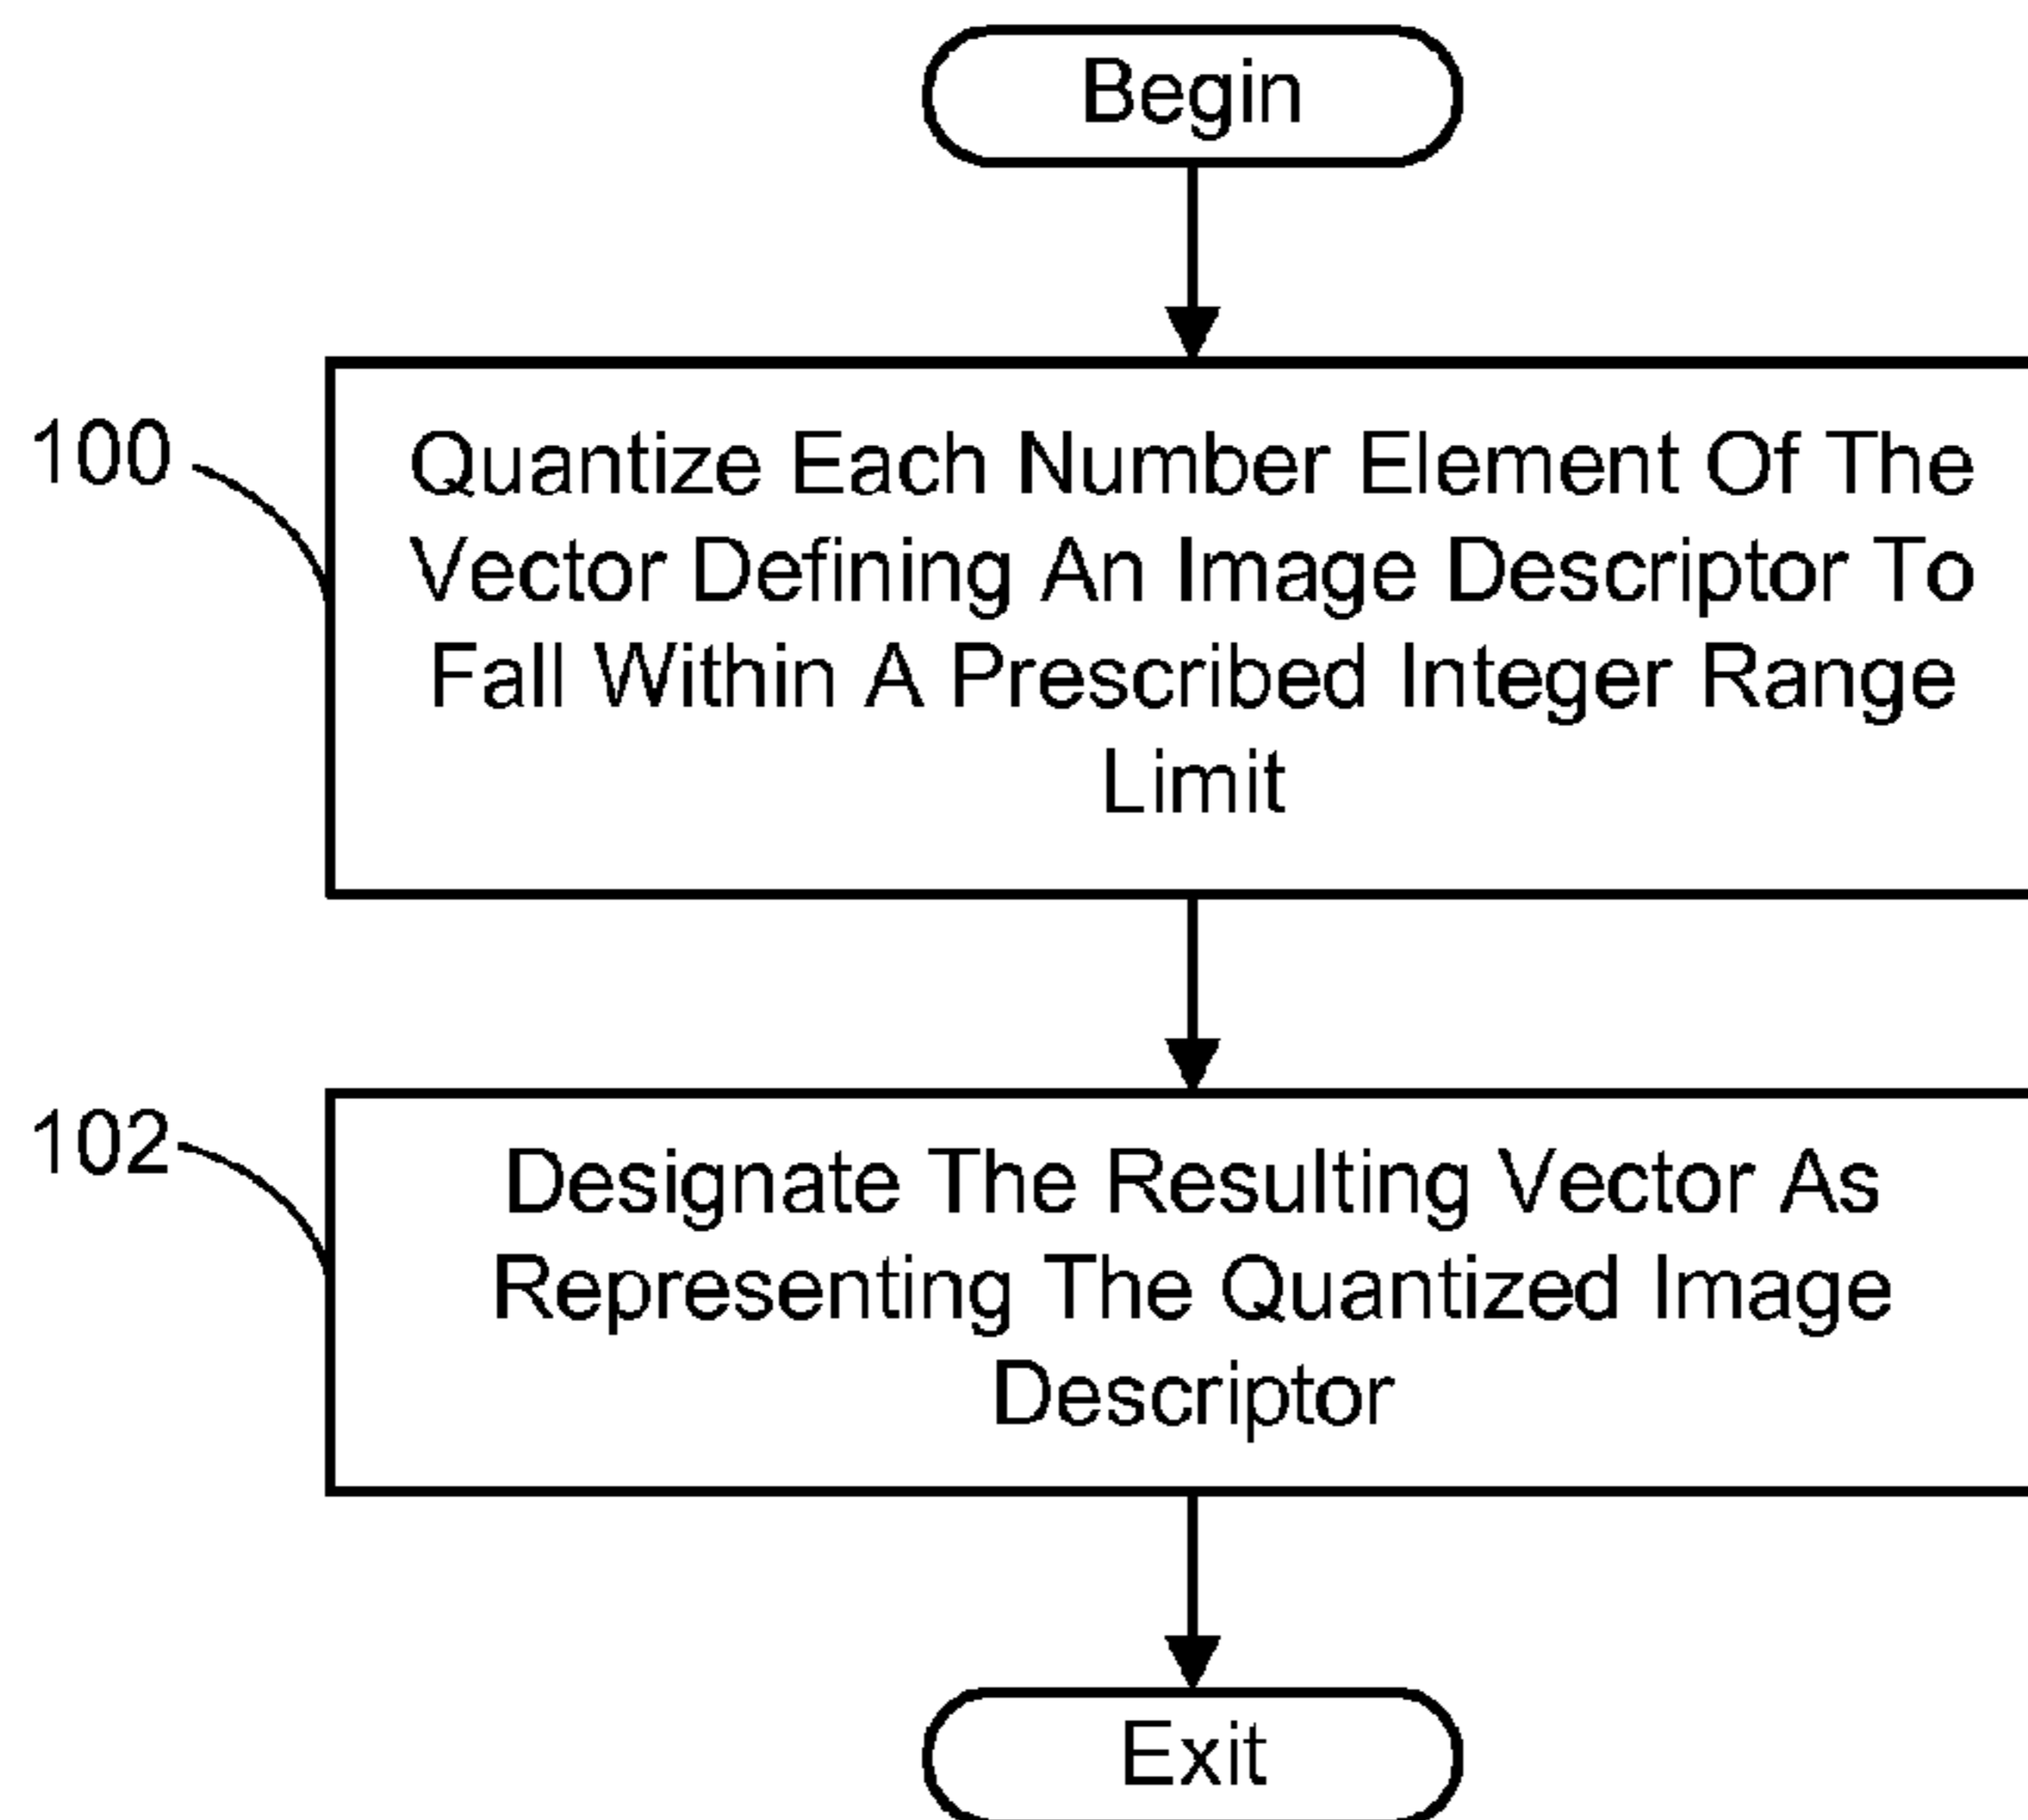 Begin
100
Quantize Each Number Element Of The
Vector Defining An Image Descriptor To
Fall Within A Prescribed Integer Range
Limit
102
Designate The Resulting Vector As
Representing The Quantized Image
Descriptor
Exit